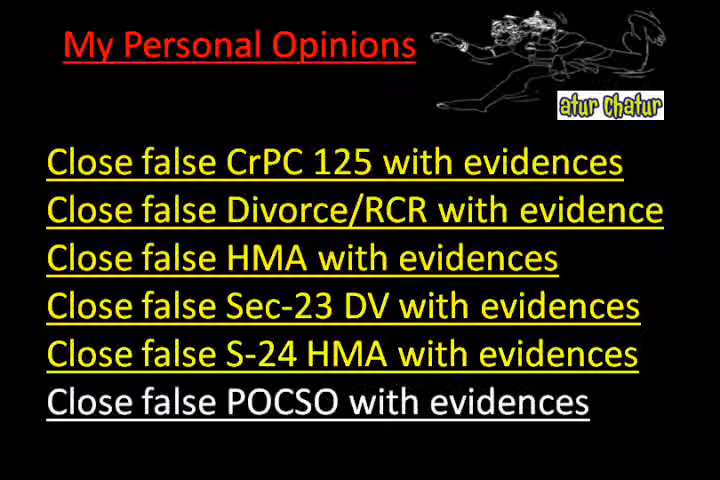 My Personal Opinions
atur chatur
Close false CrPC 125 with evidences
Close false Divorce/RCR with evidence
Close false HMA with evidences
Close false Sec-23 DV with evidences
Close false S-24 HMA with evidences
Close false POCSO with evidences